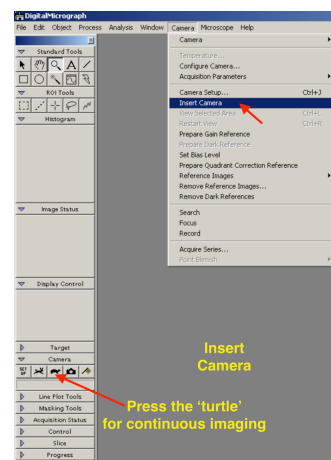 DigitalMicrograph
File Edit Object Process Analysis Window Camera Microscope Help
Standard Tools
ROI Tools
Histogram
Image Status
Display Control
Target
Camera
SET UP
Line Plot Tools
Masking Tools
Acquisition Status
Control
Slice
Progress
Camera
Temperature...
Configure Camera...
Acquisition Parameters
Camera Setup... Ctrl+J
Insert Camera
View Selected Area Ctrl+L
Restart View Ctrl+R
Prepare Gain Reference
Prepare Dark Reference
Set Bias Level
Prepare Quadrant Correction Reference
Reference Images
Remove Reference Images...
Remove Dark References
Search
Focus
Record
Acquire Series...
Point Blemish
Insert
Camera
Press the 'turtle'
for continuous imaging